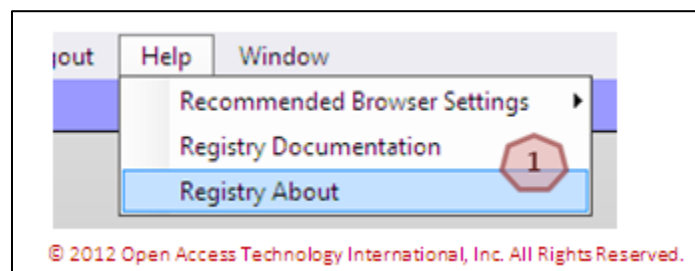 gout Help Window
Recommended Browser Settings
Registry Documentation
1
Registry About
© 2012 Open Access Technology International, Inc. All Rights Reserved.